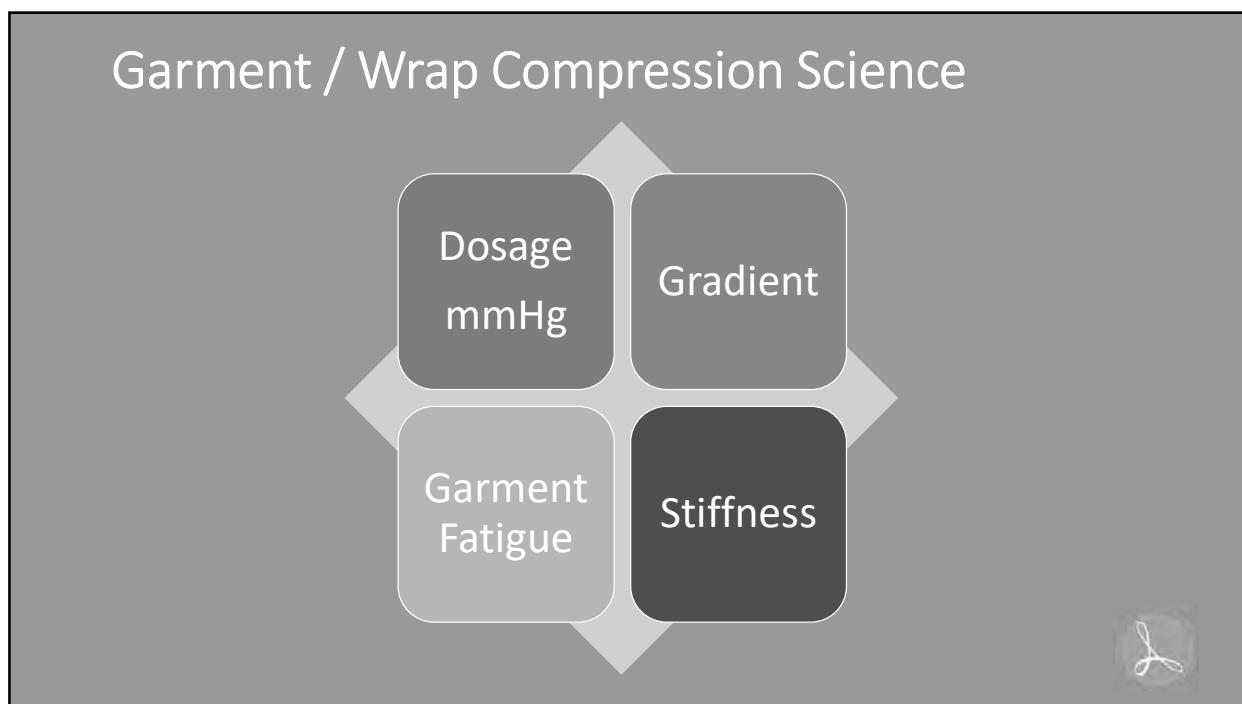 Garment / Wrap Compression Science
Dosage
mmHg
Gradient
Garment
Fatigue
Stiffness